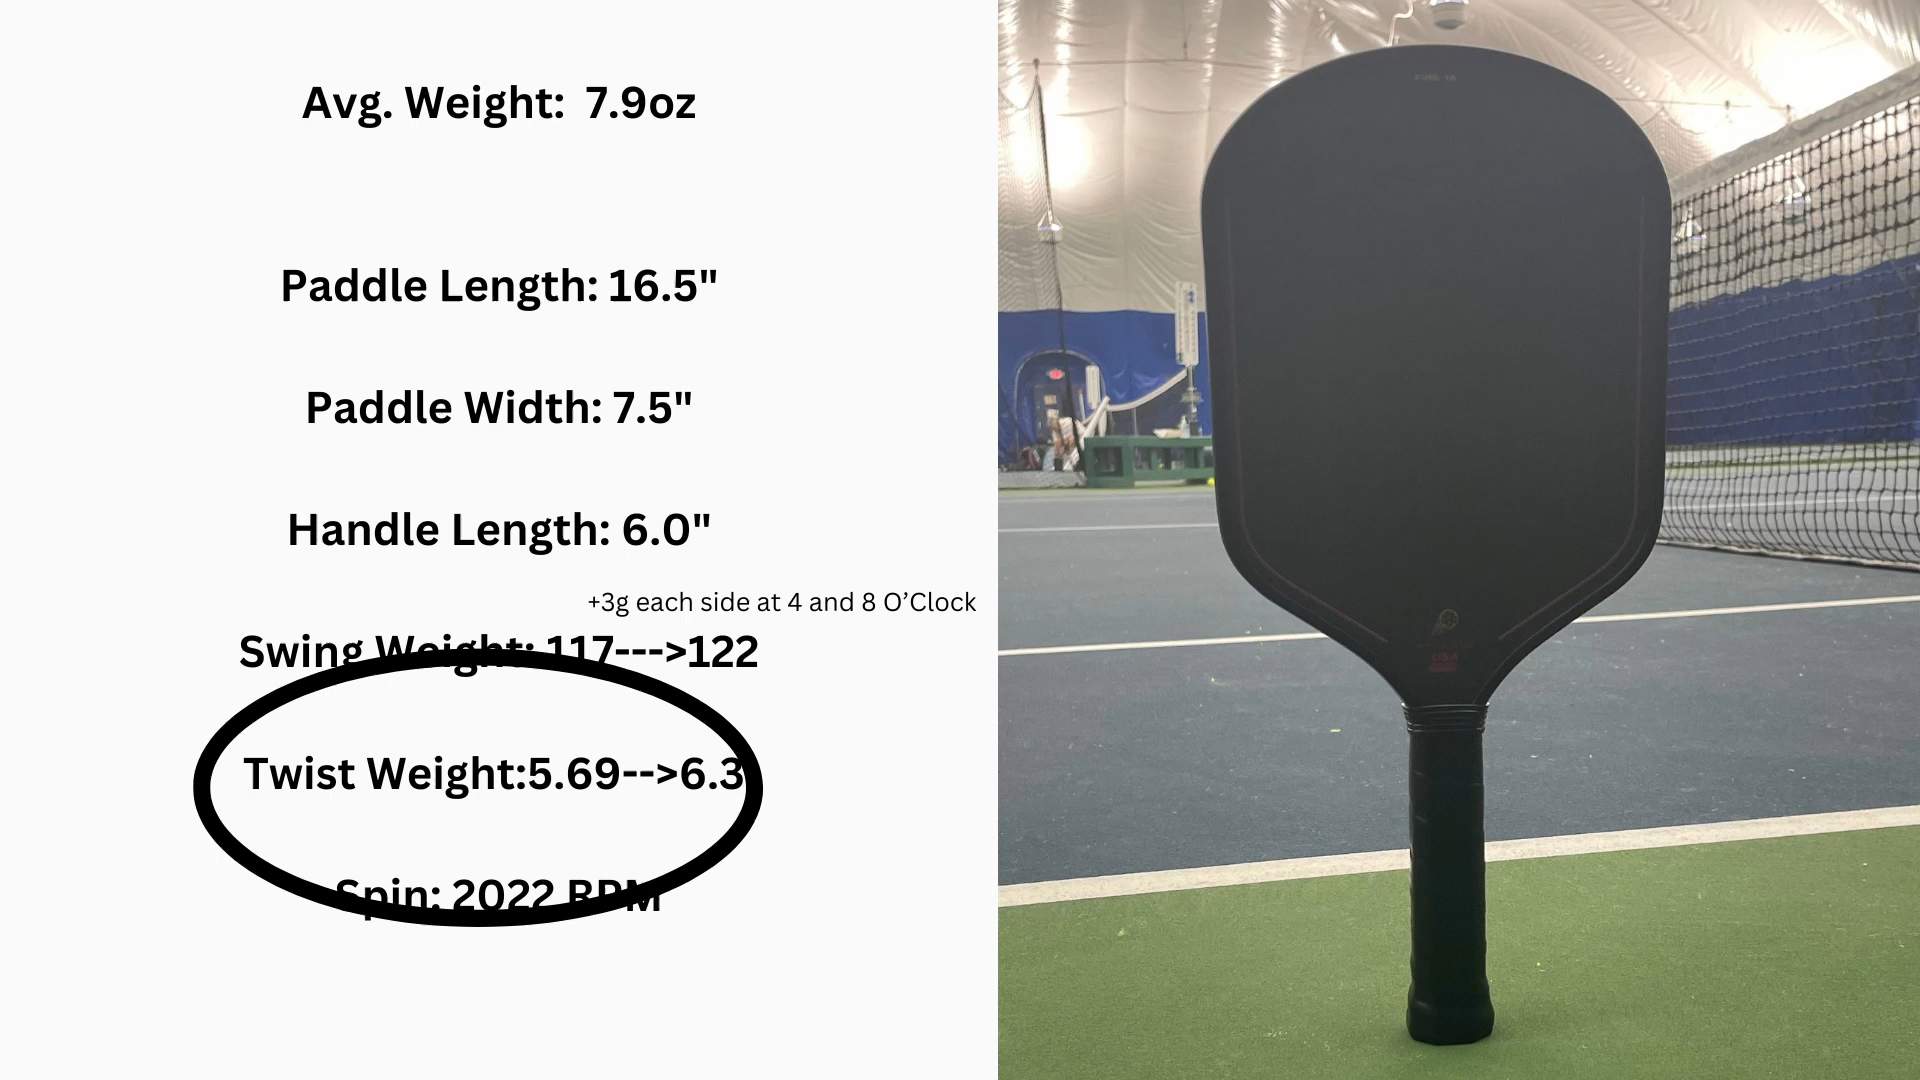 Avg. Weight: 7.9oz
Paddle Length: 16.5"
Paddle Width: 7.5"
Handle Length: 6.0"
+3g each side at 4 and 8 O’Clock
Swing Weight: 117--->122
Twist Weight:5.69-->6.3
Spin: 2022 RPM
USA